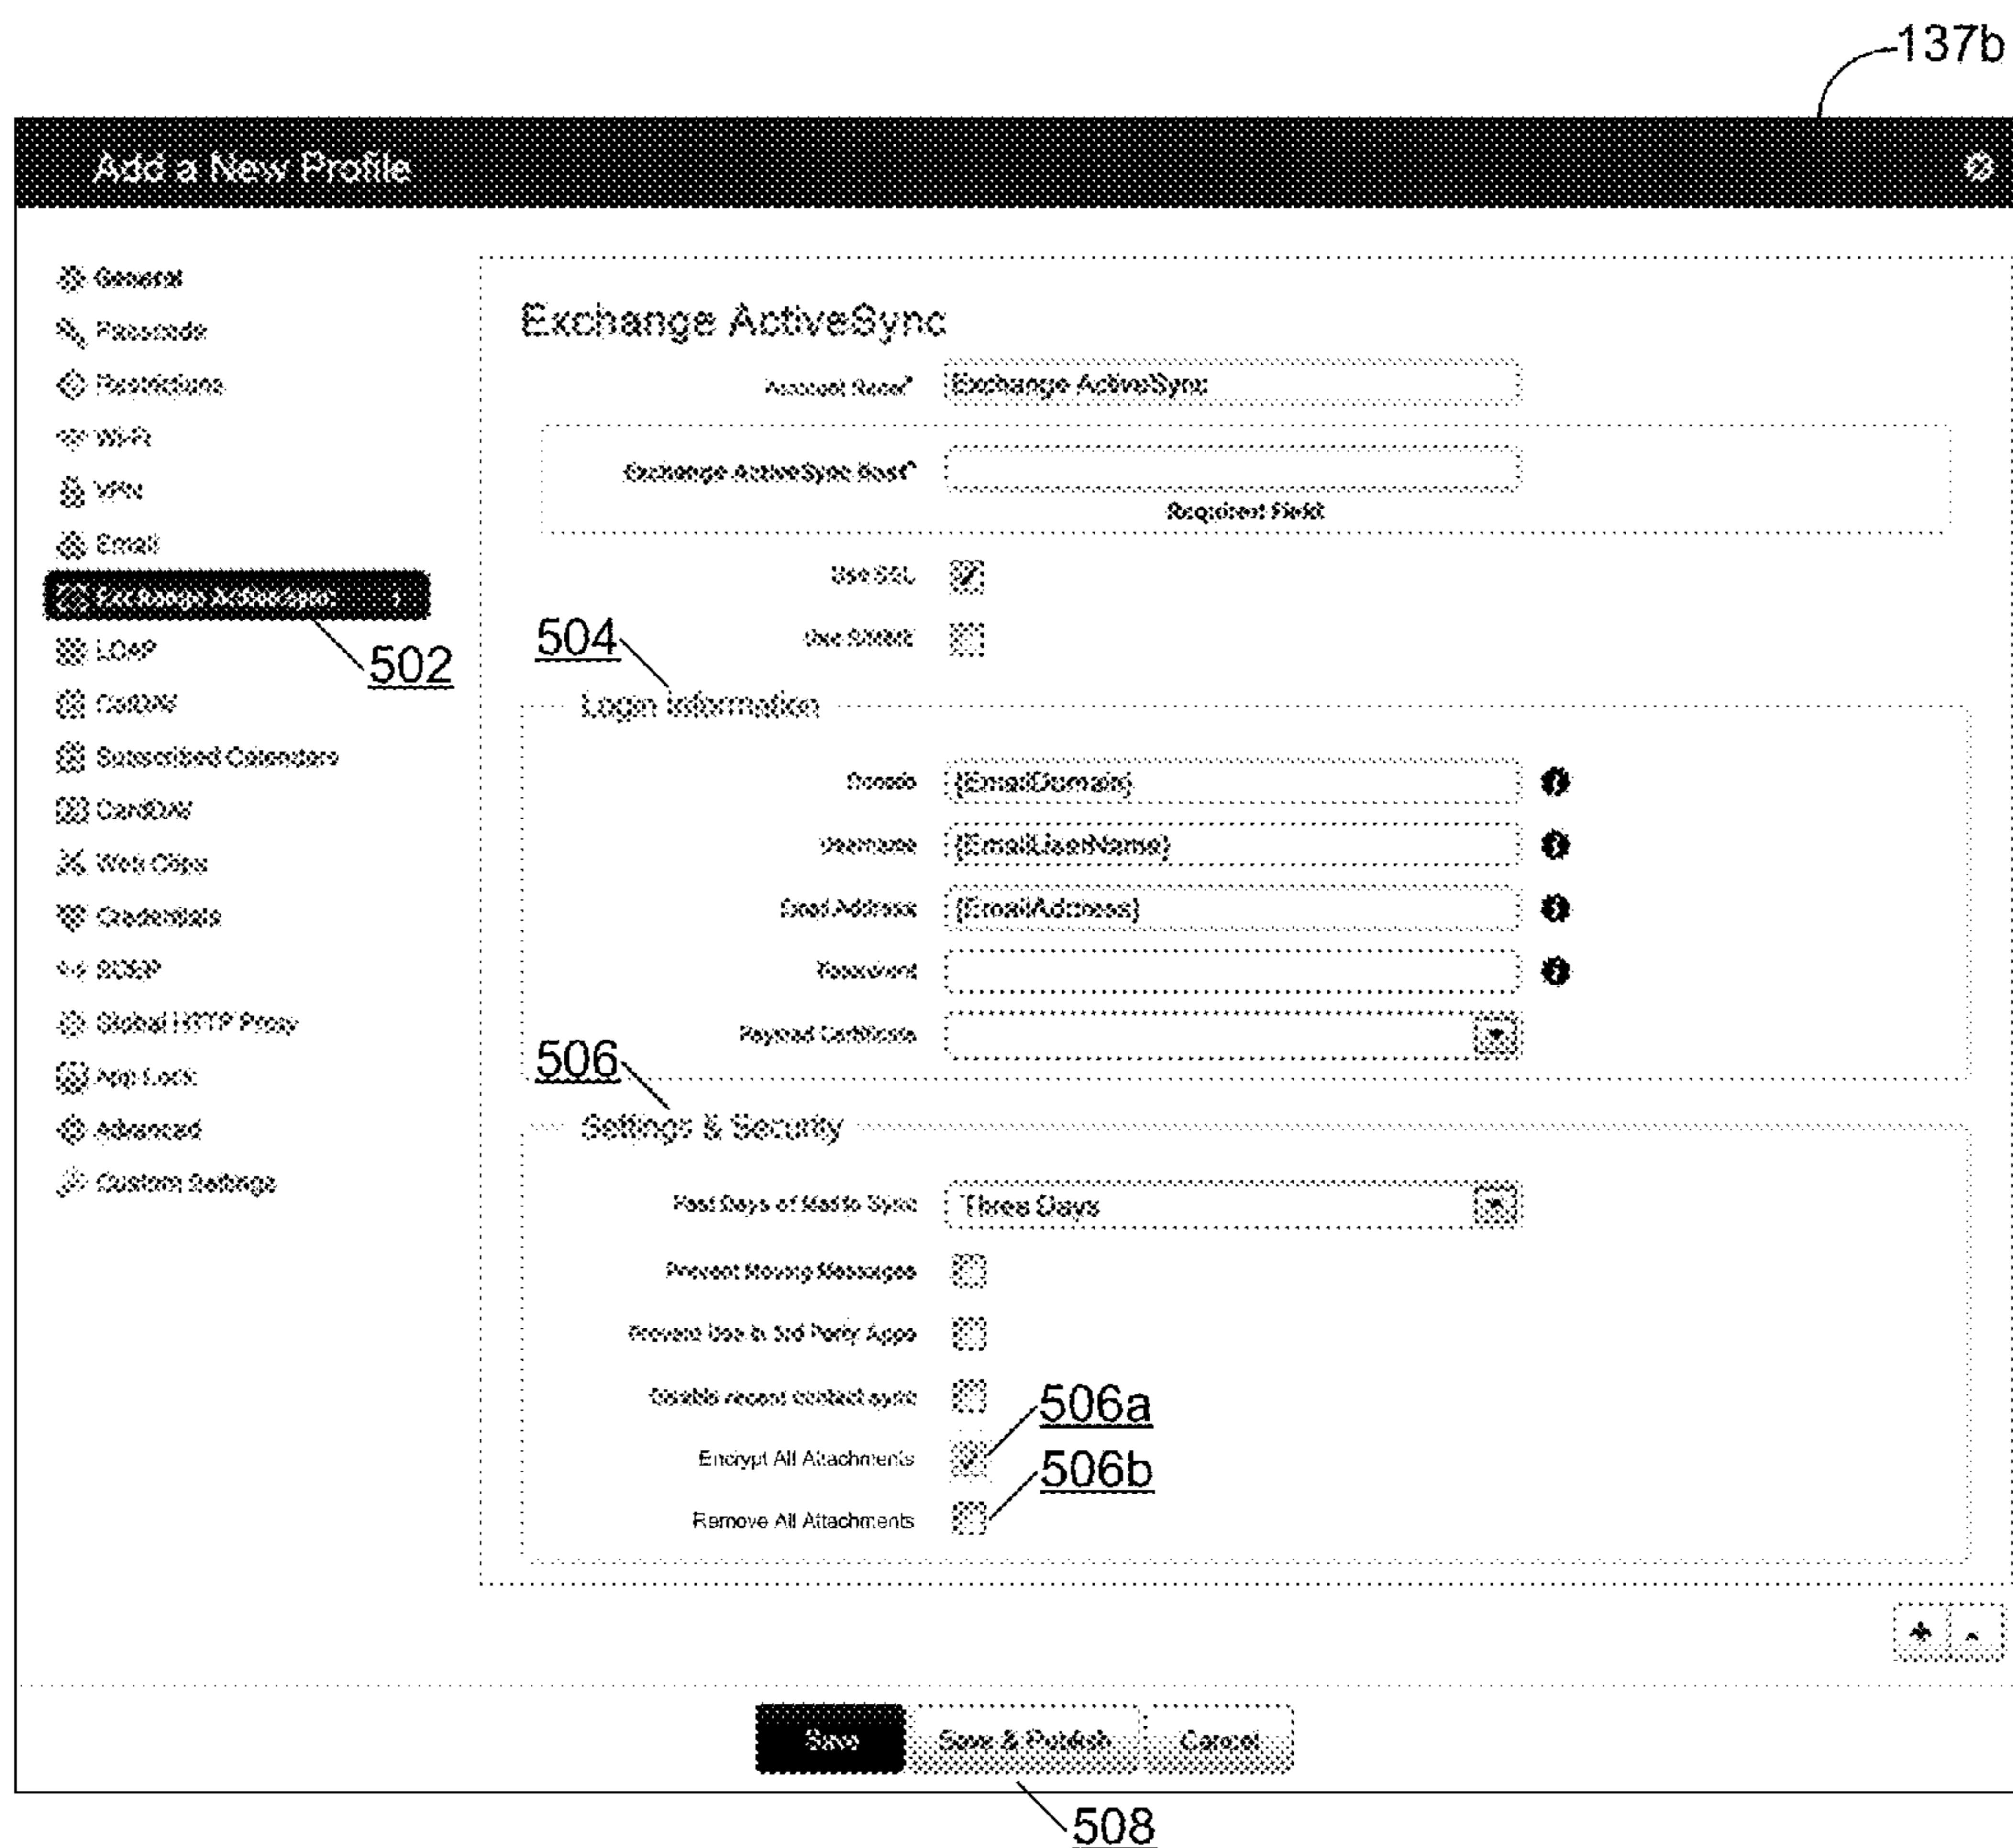 137b
Add a New Profile
General
Passcode
Restrictions
Wi-Fi
VPN
Email
Exchange ActiveSync
502
LDAP
CalDAV
Subscribed Calendars
CardDAV
Web Clips
Credentials
SCEP
Global HTTP Proxy
App Lock
Advanced
Custom Settings
Exchange ActiveSync
Account Name* Exchange ActiveSync
Exchange ActiveSync Host*
Required Field
Use SSL
Use S/MIME
504
Login Information
Domain {EmailDomain}
Username {EmailUserName}
Email Address {EmailAddress}
Password
Payload Certificate
506
Settings & Security
Past Days of Mail to Sync Three Days
Prevent Moving Messages
Prevent Use in 3rd Party Apps
Disable recent contact sync
506a
Encrypt All Attachments
506b
Remove All Attachments
+ -
Save Save & Publish Cancel
508